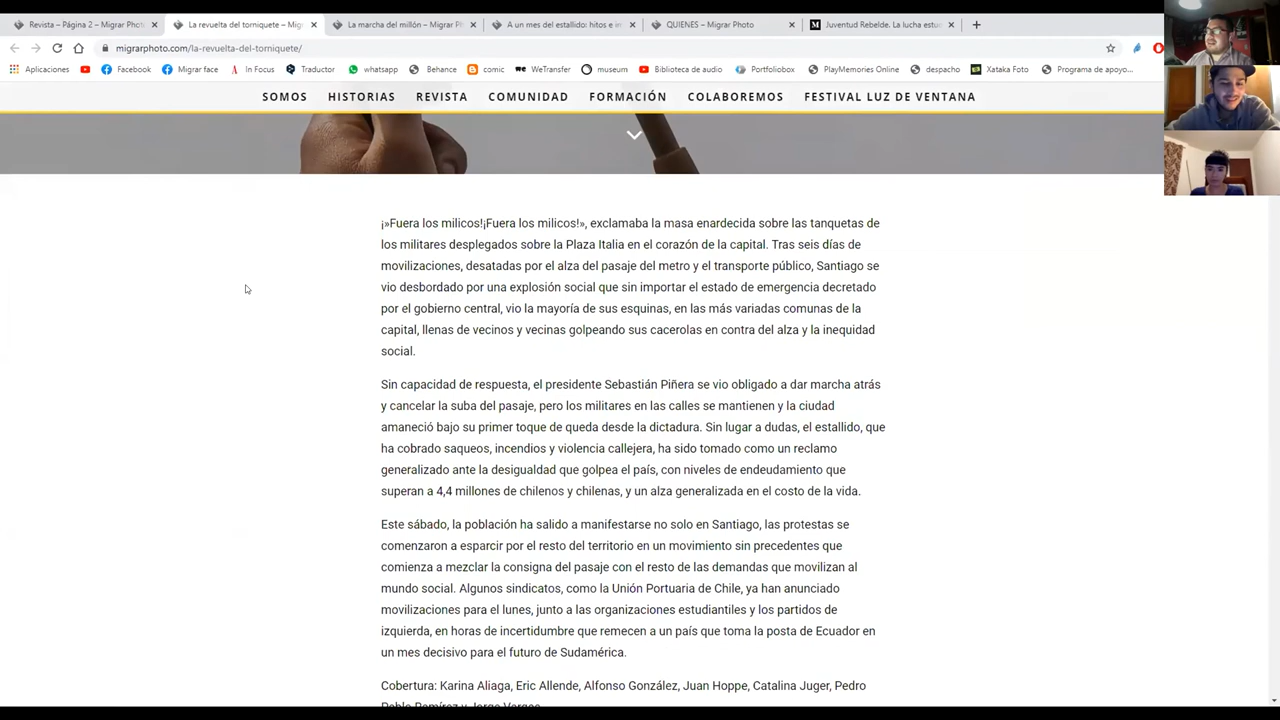 Revista – Página 2 – Migrar Phot
La revuelta del torniquete – Mig
La marcha del millón – Migrar P
A un mes del estallido: hitos e i
QUIENES – Migrar Photo
Juventud Rebelde. La lucha estu
migrarphoto.com/la-revuelta-del-torniquete/
Aplicaciones
Facebook
Migrar face
In Focus
Traductor
whatsapp
Behance
comic
WeTransfer
museum
Biblioteca de audio
Portfoliobox
PlayMemories Online
despacho
Xataka Foto
Programa de apoyo...
SOMOS HISTORIAS REVISTA COMUNIDAD FORMACIÓN COLABOREMOS FESTIVAL LUZ DE VENTANA
¡»Fuera los milicos!¡Fuera los milicos!», exclamaba la masa enardecida sobre las tanquetas de
los militares desplegados sobre la Plaza Italia en el corazón de la capital. Tras seis días de
movilizaciones, desatadas por el alza del pasaje del metro y el transporte público, Santiago se
vio desbordado por una explosión social que sin importar el estado de emergencia decretado
por el gobierno central, vio la mayoría de sus esquinas, en las más variadas comunas de la
capital, llenas de vecinos y vecinas golpeando sus cacerolas en contra del alza y la inequidad
social.
Sin capacidad de respuesta, el presidente Sebastián Piñera se vio obligado a dar marcha atrás
y cancelar la suba del pasaje, pero los militares en las calles se mantienen y la ciudad
amaneció bajo su primer toque de queda desde la dictadura. Sin lugar a dudas, el estallido, que
ha cobrado saqueos, incendios y violencia callejera, ha sido tomado como un reclamo
generalizado ante la desigualdad que golpea el país, con niveles de endeudamiento que
superan a 4,4 millones de chilenos y chilenas, y un alza generalizada en el costo de la vida.
Este sábado, la población ha salido a manifestarse no solo en Santiago, las protestas se
comenzaron a esparcir por el resto del territorio en un movimiento sin precedentes que
comienza a mezclar la consigna del pasaje con el resto de las demandas que movilizan al
mundo social. Algunos sindicatos, como la Unión Portuaria de Chile, ya han anunciado
movilizaciones para el lunes, junto a las organizaciones estudiantiles y los partidos de
izquierda, en horas de incertidumbre que remecen a un país que toma la posta de Ecuador en
un mes decisivo para el futuro de Sudamérica.
Cobertura: Karina Aliaga, Eric Allende, Alfonso González, Juan Hoppe, Catalina Juger, Pedro
Pablo Ramírez y Jorge Vargas